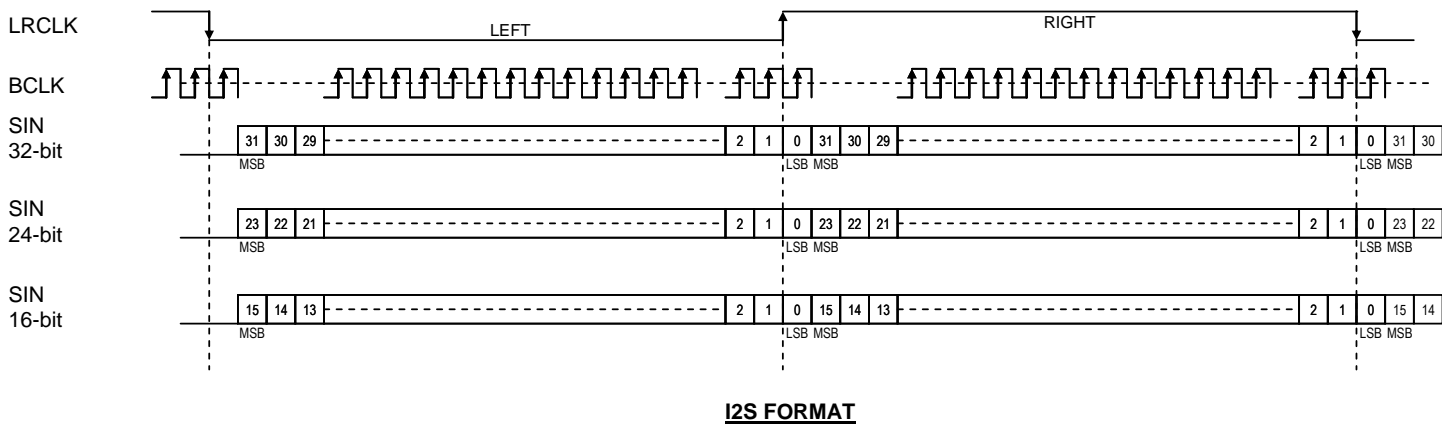 LRCLK
LEFT
RIGHT
BCLK
SIN
32-bit
31 30 29 2 1 0 31 30 29 2 1 0 31 30
MSB LSB MSB LSB MSB
SIN
24-bit
23 22 21 2 1 0 23 22 21 2 1 0 23 22
MSB LSB MSB LSB MSB
SIN
16-bit
15 14 13 2 1 0 15 14 13 2 1 0 15 14
MSB LSB MSB LSB MSB
I2S FORMAT